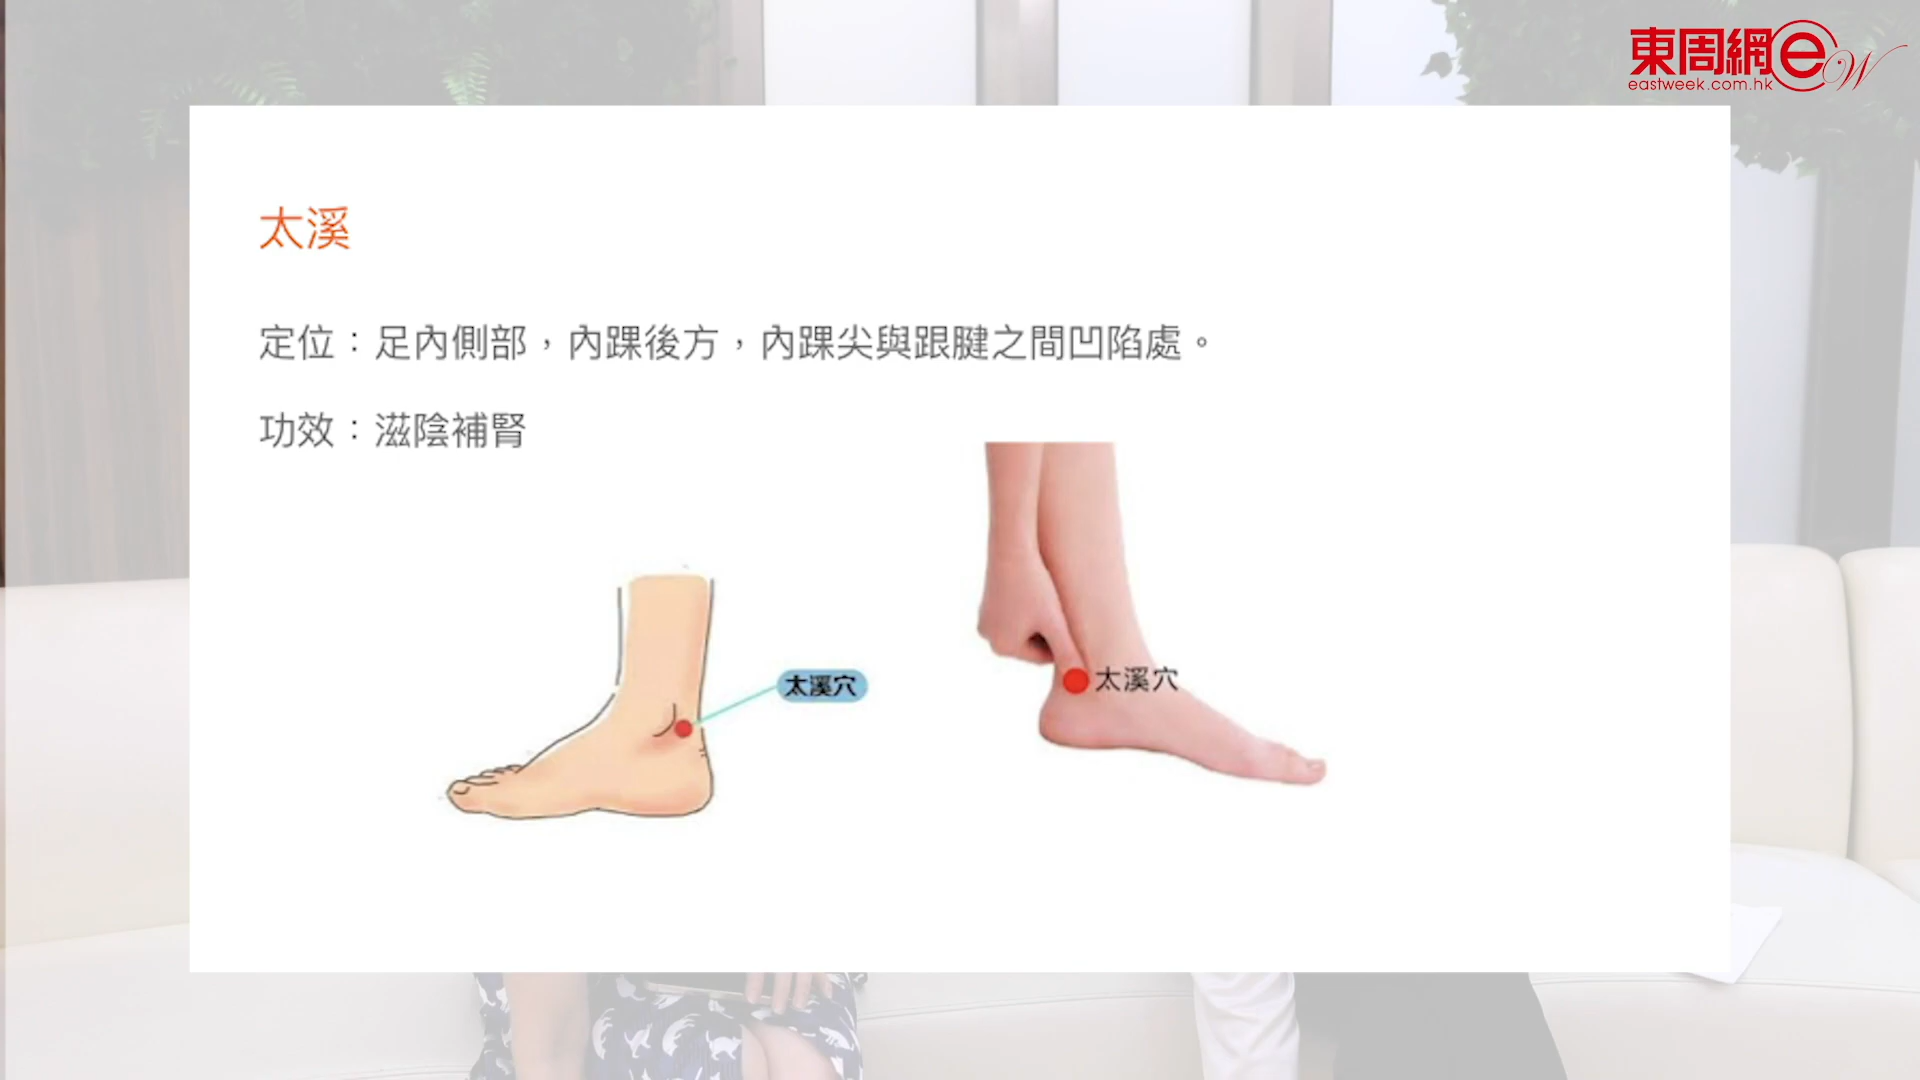 東周網
eastweek.com.hk
太溪
定位：足內側部，內踝後方，內踝尖與跟腱之間凹陷處。
功效：滋陰補腎
太溪穴
太溪穴